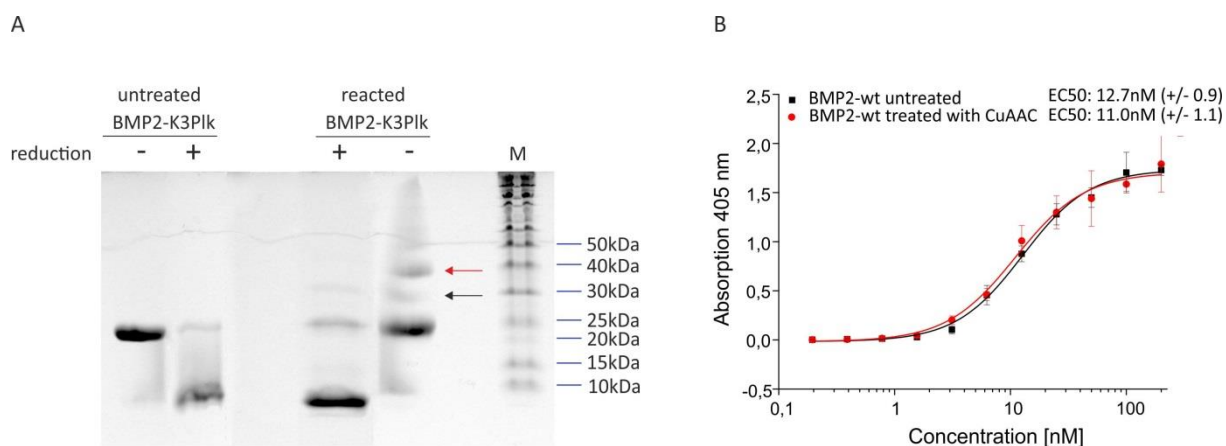 A
untreated
BMP2-K3Plk
reacted
BMP2-K3Plk
reduction - + + - M
50kDa
40kDa
30kDa
25kDa
20kDa
15kDa
10kDa
B
BMP2-wt untreated EC50: 12.7nM (+/- 0.9)
BMP2-wt treated with CuAAC EC50: 11.0nM (+/- 1.1)
Absorption 405 nm
2,5
2,0
1,5
1,0
0,5
0,0
-0,5
0,1 1 10 100
Concentration [nM]